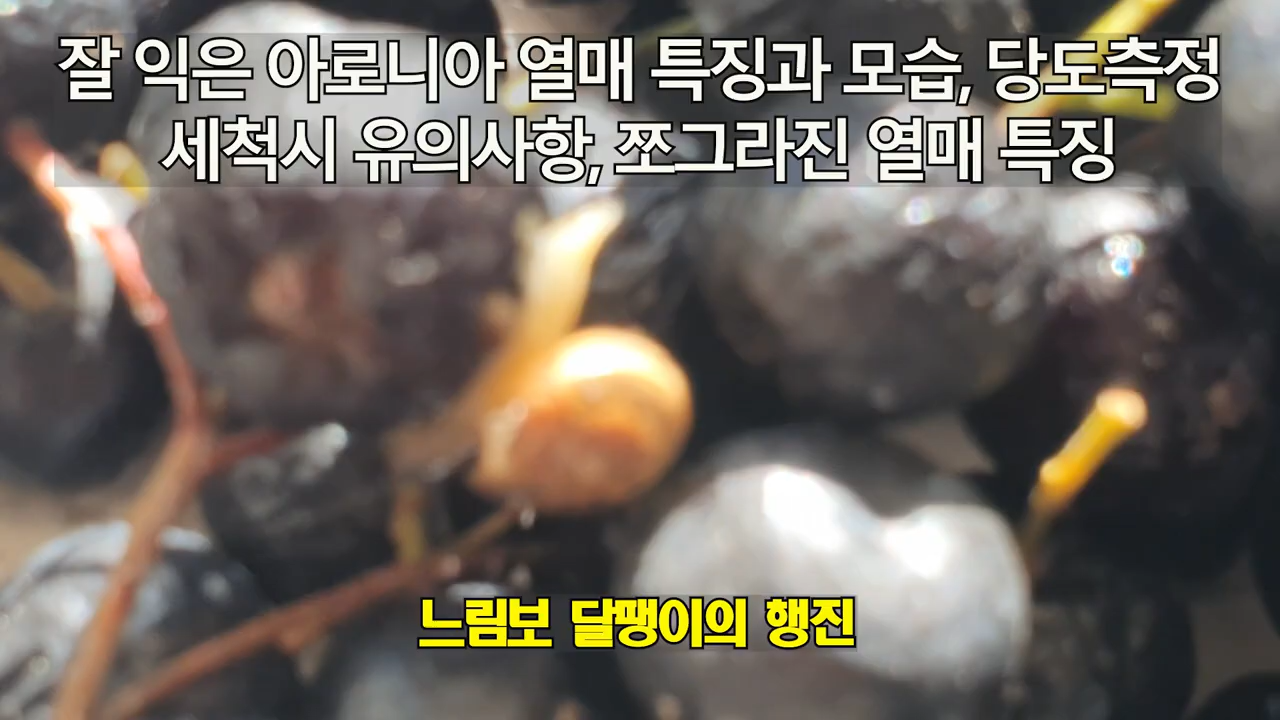 잘 익은 아로니아 열매 특징과 모습, 당도측정
세척시 유의사항, 쪼그라진 열매 특징
느림보 달팽이의 행진